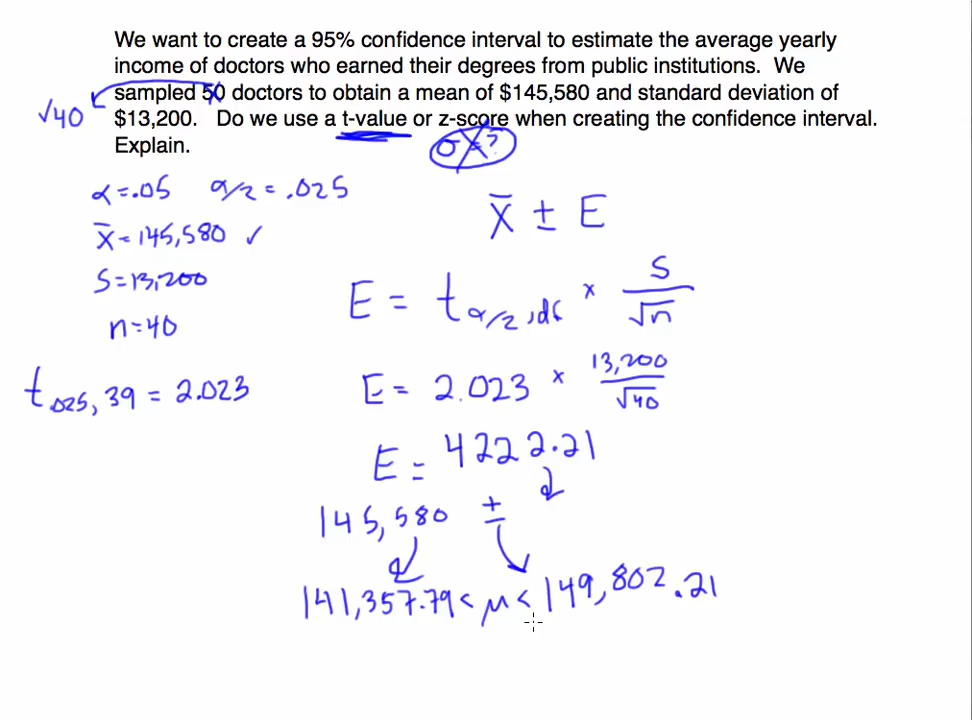 We want to create a 95% confidence interval to estimate the average yearly
income of doctors who earned their degrees from public institutions. We
sampled 50 doctors to obtain a mean of $145,580 and standard deviation of
√40
$13,200. Do we use a t-value or z-score when creating the confidence interval.
Explain.
σ=?
α=.05 α/2 = .025
x̄=145,580 ✓
S=13,200
n=40
t.025,39 = 2.023
x̄ ± E
E = tα/2,df × S/√n
E = 2.023 × 13,200/√40
E = 4222.21
145,580 ±
141,357.79 < μ < 149,802.21